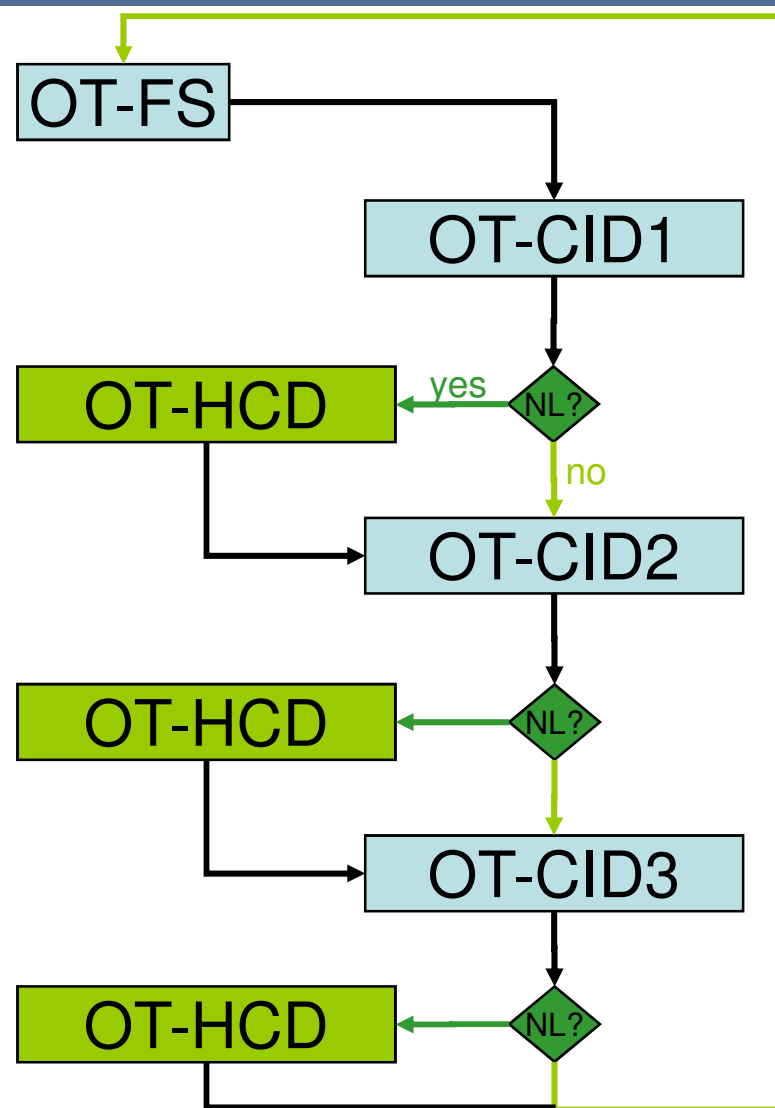 OT-FS
OT-CID1
OT-HCD
yes
NL?
no
OT-CID2
OT-HCD
NL?
OT-CID3
OT-HCD
NL?